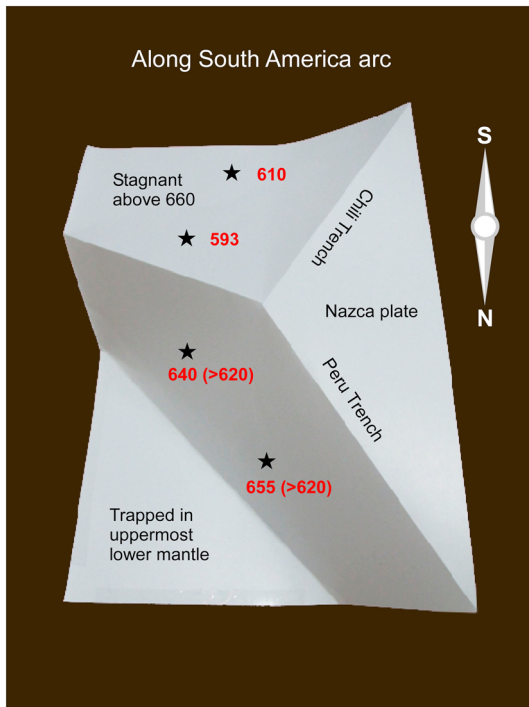 Along South America arc
S
610
Stagnant
above 660
Chili Trench
593
N
Nazca plate
640 (>620)
Peru Trench
655 (>620)
Trapped in
uppermost
lower mantle